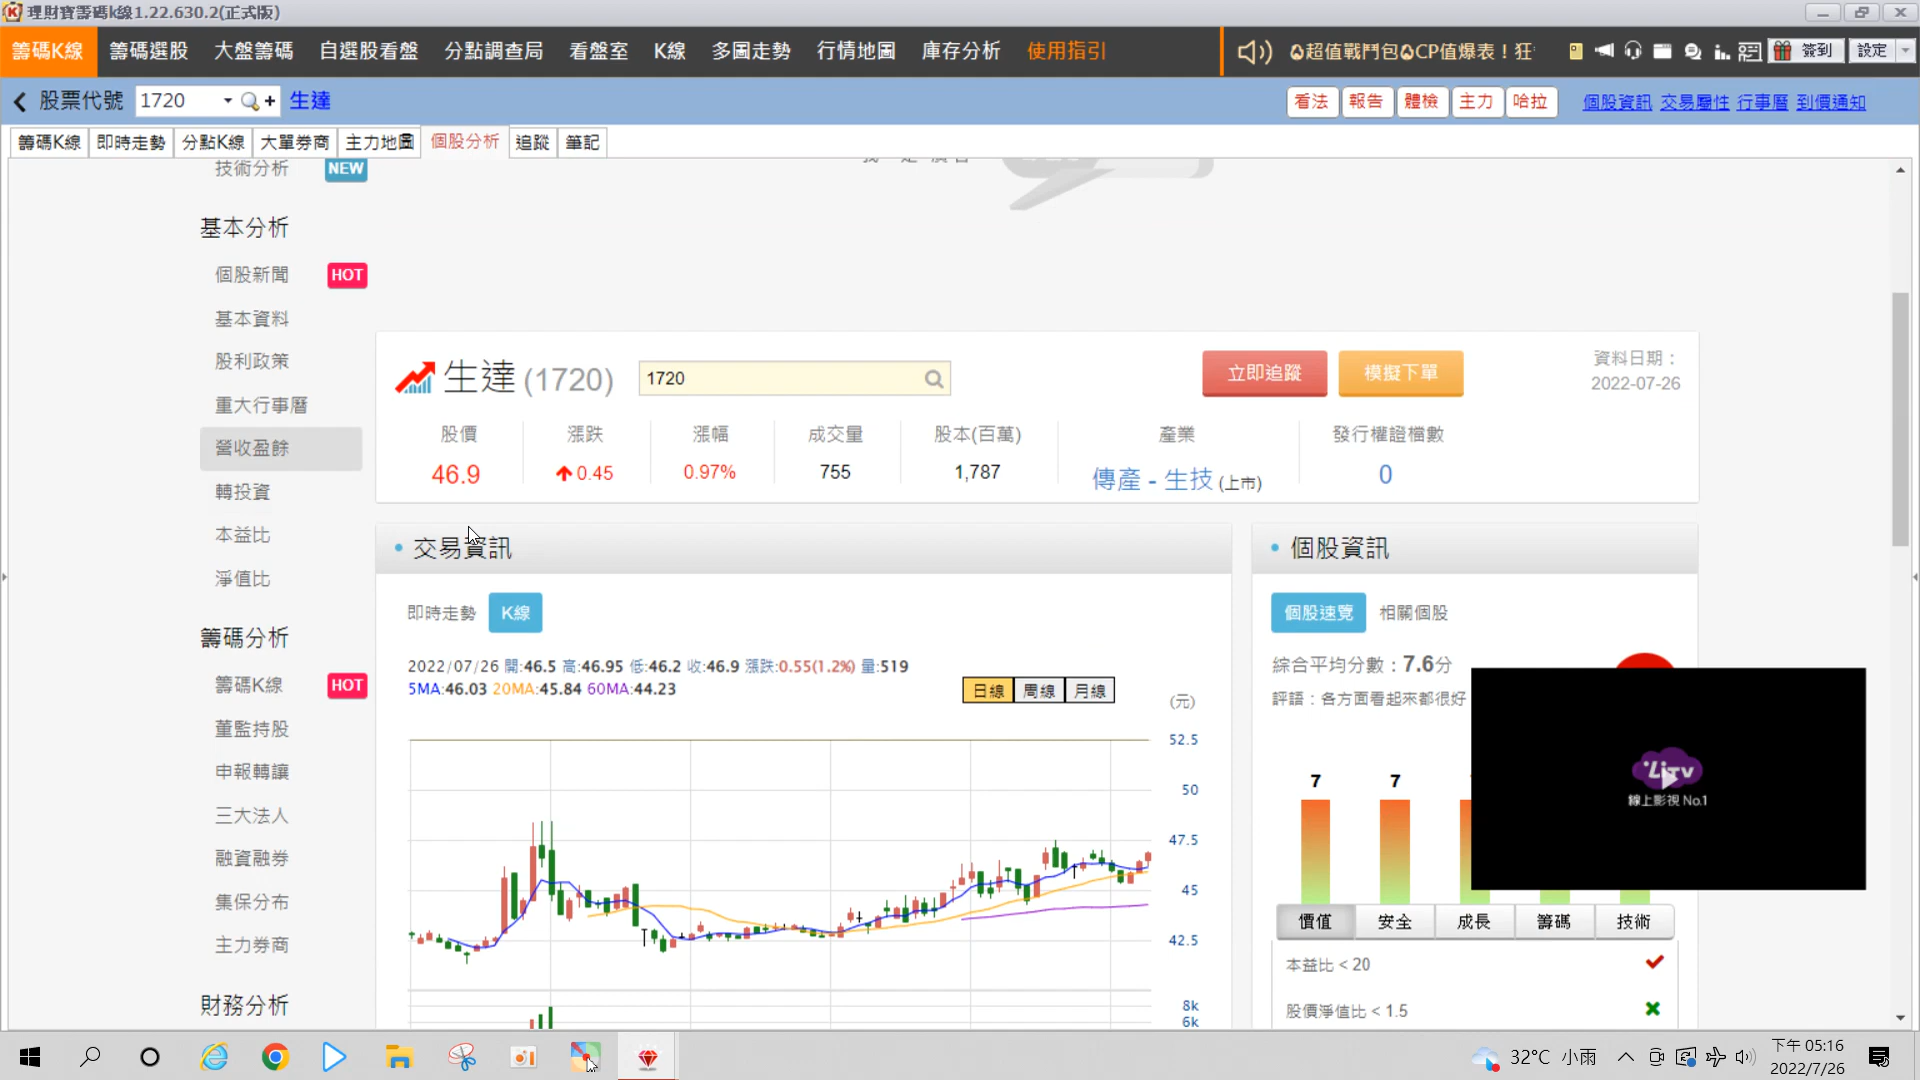 理財寶籌碼k線1.22.630.2(正式版)
籌碼K線 籌碼選股 大盤籌碼 自選股看盤 分點調查局 看盤室 K線 多圖走勢 行情地圖 庫存分析 使用指引 超值戰鬥包CP值爆表！狂 簽到 設定
股票代號 1720 生達 看法 報告 體檢 主力 哈拉 個股資訊 交易屬性 行事曆 到價通知
籌碼K線 即時走勢 分點K線 大單券商 主力地圖 個股分析 追蹤 筆記
技術分析 NEW
基本分析
個股新聞 HOT
基本資料
股利政策
重大行事曆
營收盈餘
轉投資
本益比
淨值比
籌碼分析
籌碼K線 HOT
董監持股
申報轉讓
三大法人
融資融券
集保分布
主力券商
財務分析
生達 (1720) 1720 立即追蹤 模擬下單 資料日期：
2022-07-26
股價 漲跌 漲幅 成交量 股本(百萬) 產業 發行權證檔數
46.9 0.45 0.97% 755 1,787 傳產 - 生技 (上市) 0
交易資訊
即時走勢 K線
2022/07/26 開:46.5 高:46.95 低:46.2 收:46.9 漲跌:0.55(1.2%) 量:519
5MA:46.03 20MA:45.84 60MA:44.23
日線 周線 月線
(元)
52.5
50
47.5
45
42.5
8k
6k
個股資訊
個股速覽 相關個股
綜合平均分數：7.6分
評語：各方面看起來都很好
7 7
LiTV
線上影視 No.1
價值 安全 成長 籌碼 技術
本益比 < 20
股價淨值比 < 1.5
32°C 小雨
下午 05:16
2022/7/26